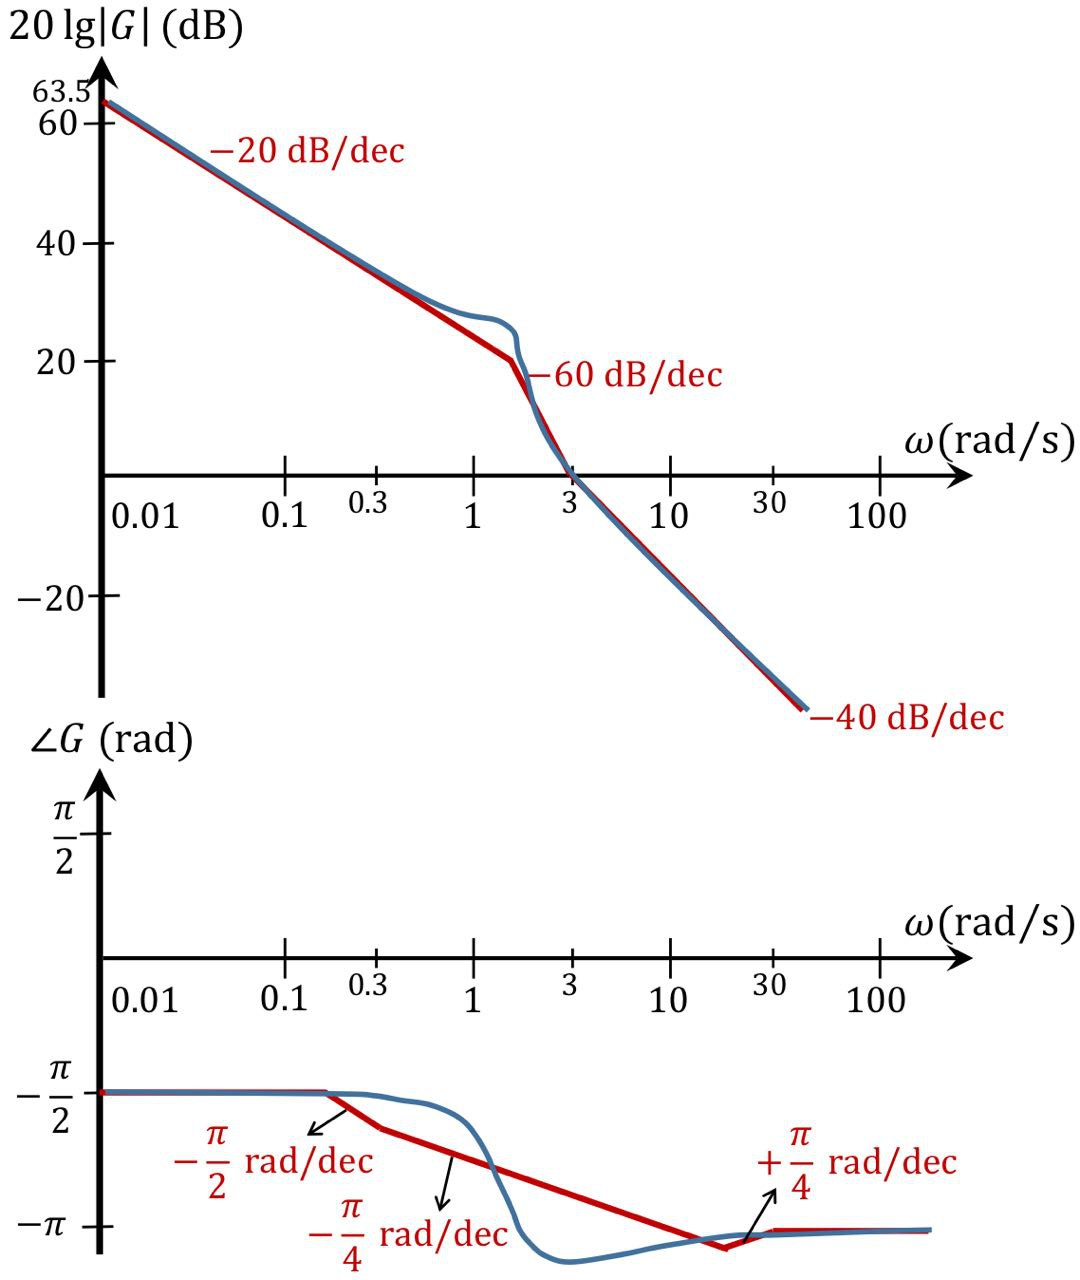 20 lg|G| (dB)
63.5
60
−20 dB/dec
40
20
−60 dB/dec
ω(rad/s)
0.01 0.1 0.3 1 3 10 30 100
−20
−40 dB/dec
∠G (rad)
π/2
ω(rad/s)
0.01 0.1 0.3 1 3 10 30 100
−π/2
−π/2 rad/dec
+π/4 rad/dec
−π
−π/4 rad/dec